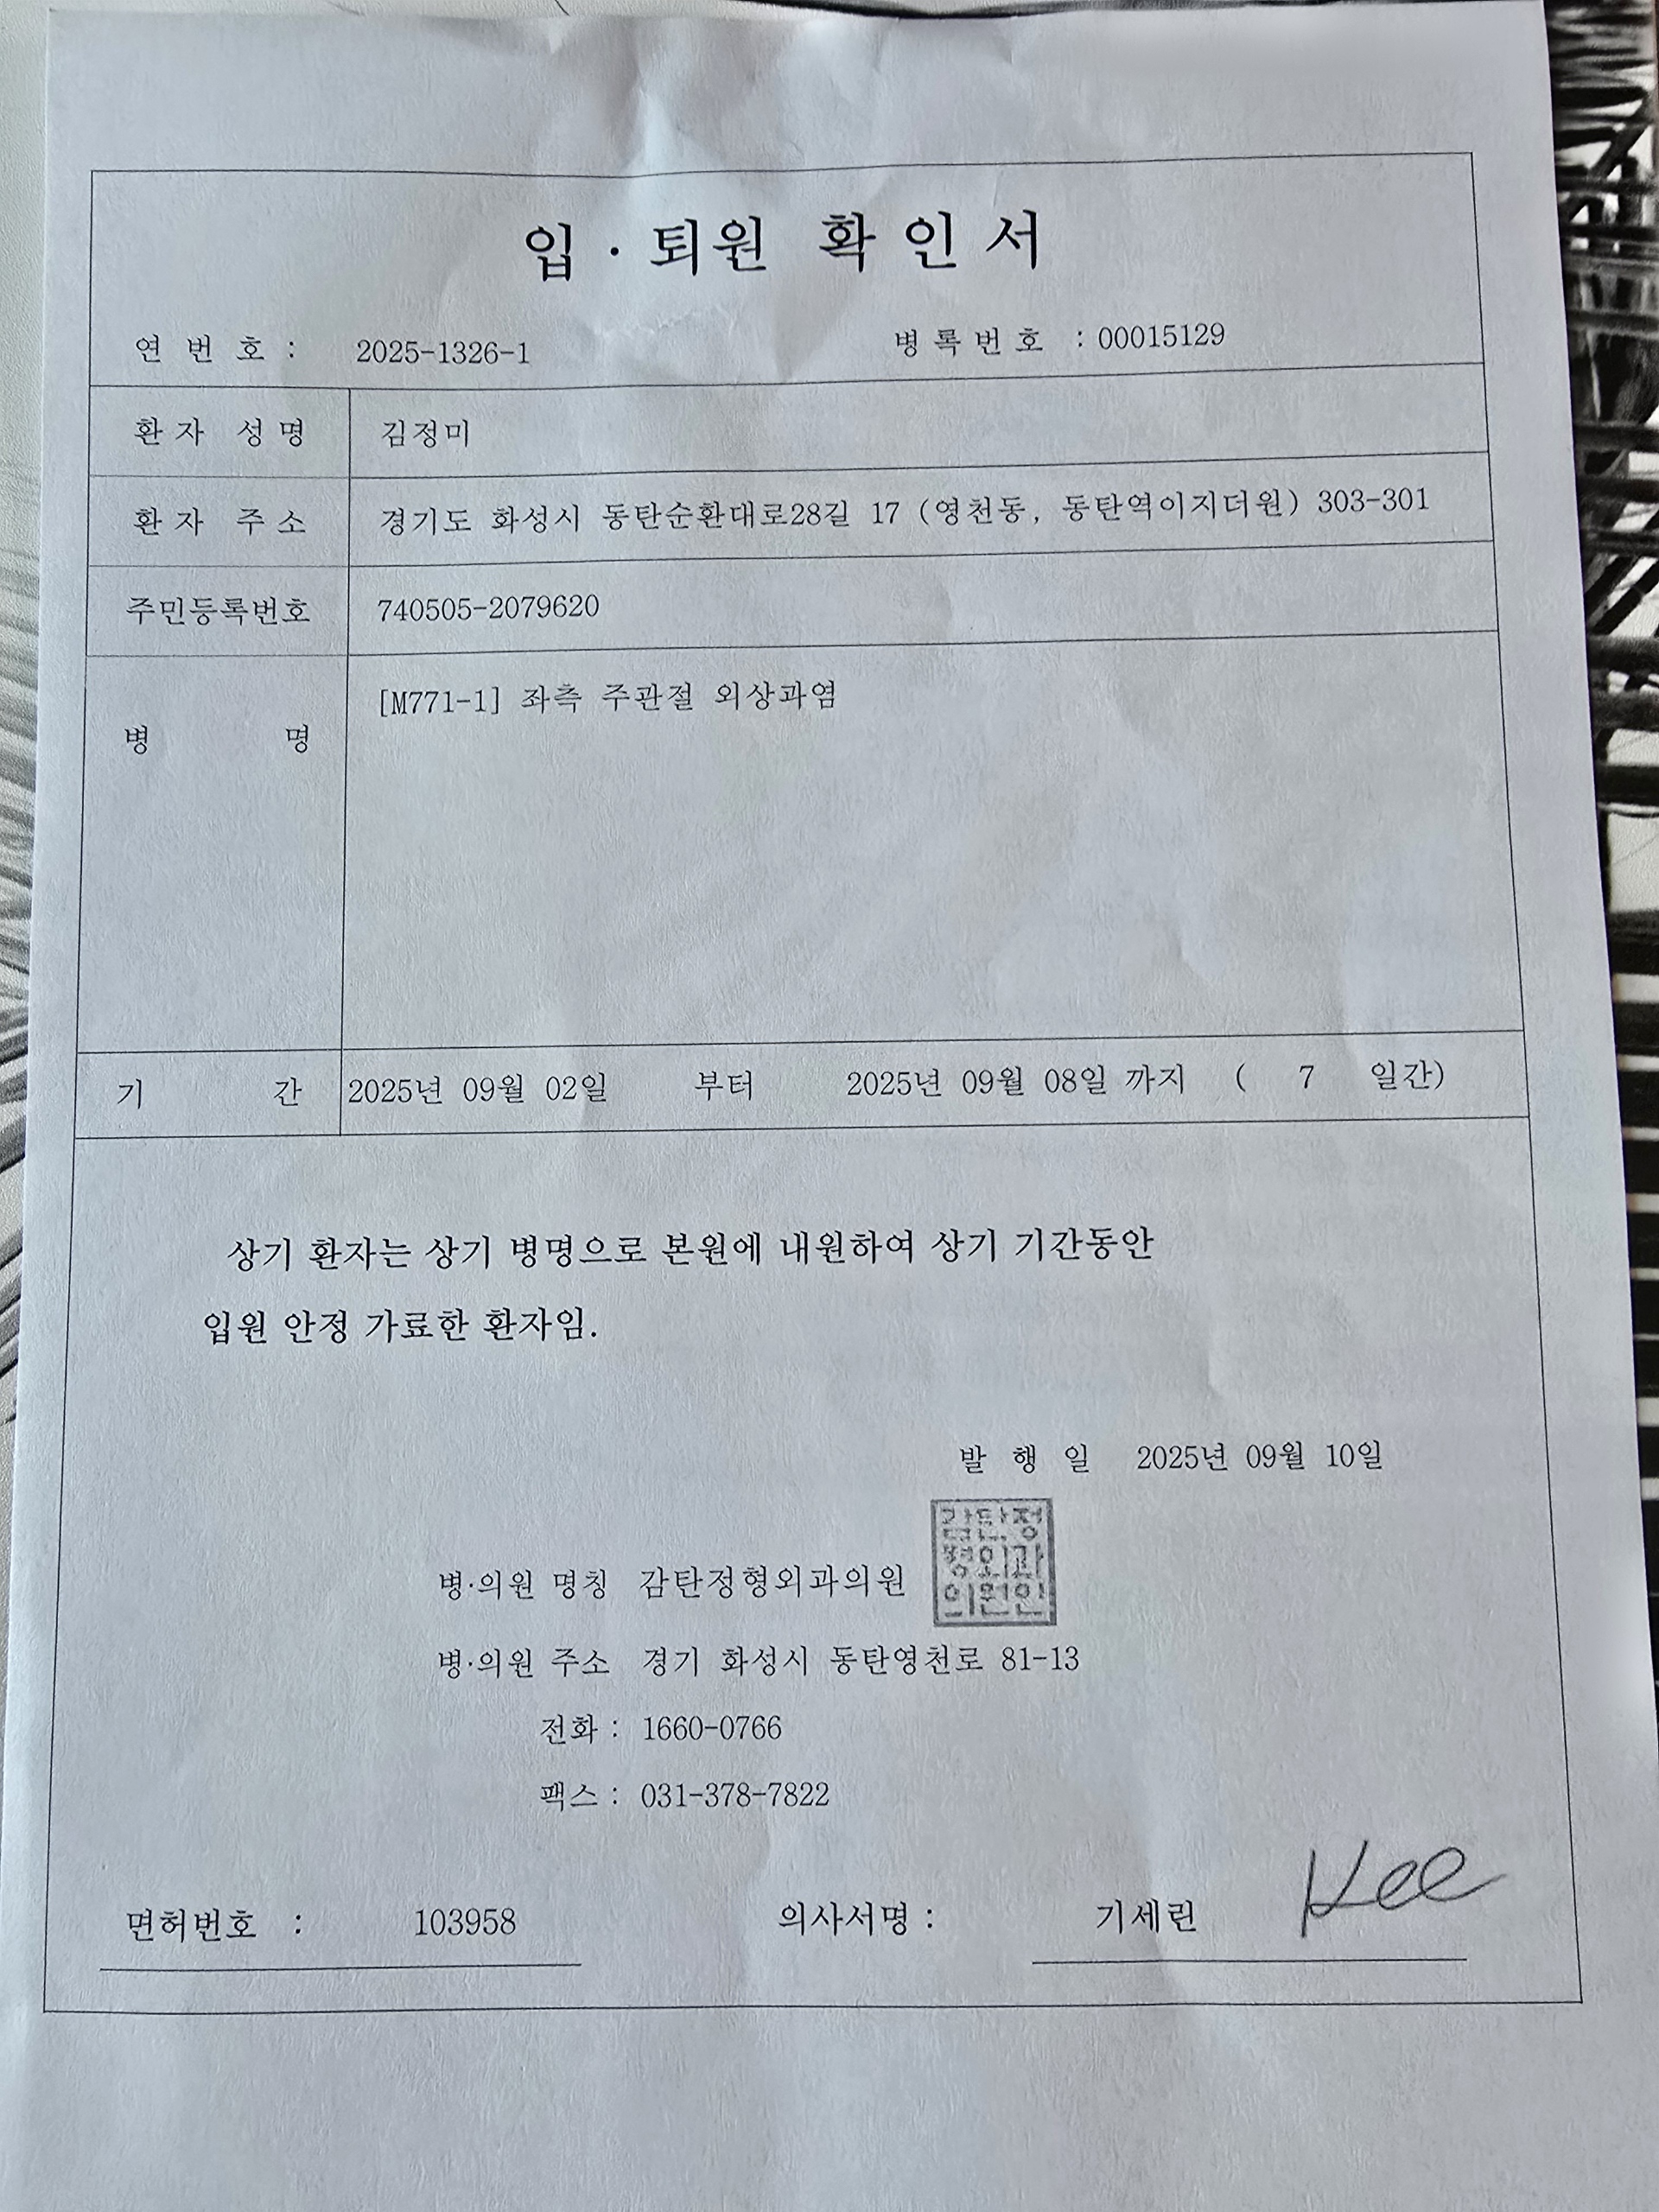 입 · 퇴원 확인서
연 번 호 : 2025-1326-1 병록번호 : 00015129
환자 성명 김정미
환자 주소 경기도 화성시 동탄순환대로28길 17 (영천동, 동탄역이지더원) 303-301
주민등록번호 740505-2079620
병 명 [M771-1] 좌측 주관절 외상과염
기 간 2025년 09월 02일 부터 2025년 09월 08일 까지 ( 7 일간)
상기 환자는 상기 병명으로 본원에 내원하여 상기 기간동안
입원 안정 가료한 환자임.
발 행 일 2025년 09월 10일
병·의원 명칭 감탄정형외과의원
감탄정
형외과
의원인
병·의원 주소 경기 화성시 동탄영천로 81-13
전화 : 1660-0766
팩스 : 031-378-7822
면허번호 : 103958 의사서명 : 기세린